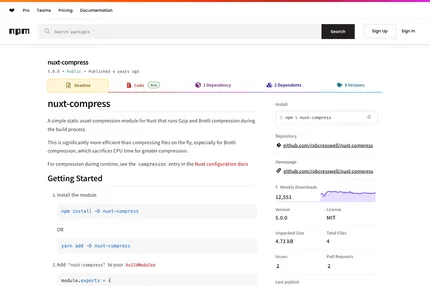 ❤ Pro Teams Pricing Documentation
npm
Search packages
Search
Sign Up
Sign In
nuxt-compress
5.0.0 • Public • Published 4 years ago
Readme
Code Beta
1 Dependency
2 Dependents
9 Versions
nuxt-compress
A simple static asset compression module for Nuxt that runs Gzip and Brotli compression during
the build process.
This is significantly more efficient than compressing files on the fly, especially for Brotli
compression, which sacrifices CPU time for greater compression.
For compression during runtime, see the compressor entry in the Nuxt configuration docs
Getting Started
1. Install the module
npm install -D nuxt-compress
OR
yarn add -D nuxt-compress
2. Add "nuxt-compress" to your buildModules
module.exports = {
Install
> npm i nuxt-compress
Repository
github.com/robcresswell/nuxt-compress
Homepage
github.com/robcresswell/nuxt-compress
Weekly Downloads
12,551
Version
5.0.0
License
MIT
Unpacked Size
4.71 kB
Total Files
4
Issues
2
Pull Requests
2
Last publish